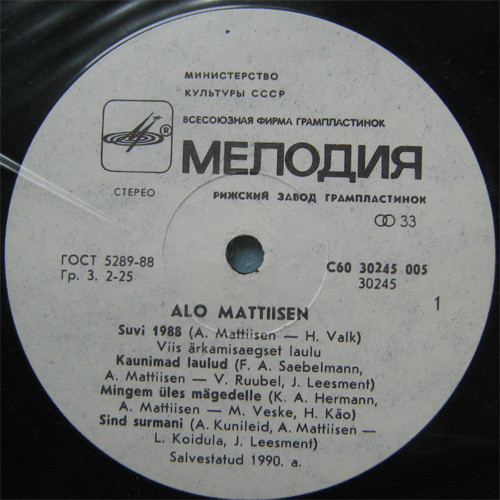 МИНИСТЕРСТВО
КУЛЬТУРЫ СССР
ВСЕСОЮЗНАЯ ФИРМА ГРАМПЛАСТИНОК
®
МЕЛОДИЯ
СТЕРЕО
РИЖСКИЙ ЗАВОД ГРАМПЛАСТИНОК
33
ГОСТ 5289-88
Гр. 3. 2-25
С60 30245 005
30245
1
ALO MATTIISEN
Suvi 1988 (A. Mattiisen — H. Valk)
Viis ärkamisaegset laulu
Kaunimad laulud (F. A. Saebelmann,
A. Mattiisen — V. Ruubel, J. Leesment)
Mingem üles mägedelle (K. A. Hermann,
A. Mattiisen — M. Veske, H. Käo)
Sind surmani (A. Kunileid, A. Mattiisen —
L. Koidula, J. Leesment)
Salvestatud 1990. a.